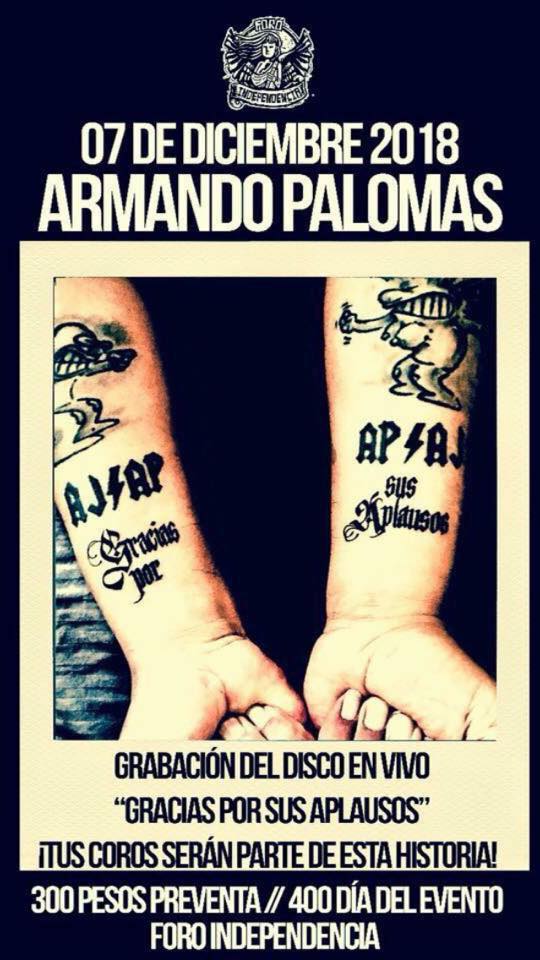 FORO
INDEPENDENCIA
07 DE DICIEMBRE 2018
ARMANDO PALOMAS
AJ⚡AP
Gracias
por
AP⚡AJ
sus
Aplausos
GRABACIÓN DEL DISCO EN VIVO
“GRACIAS POR SUS APLAUSOS”
¡TUS COROS SERÁN PARTE DE ESTA HISTORIA!
300 PESOS PREVENTA // 400 DÍA DEL EVENTO
FORO INDEPENDENCIA